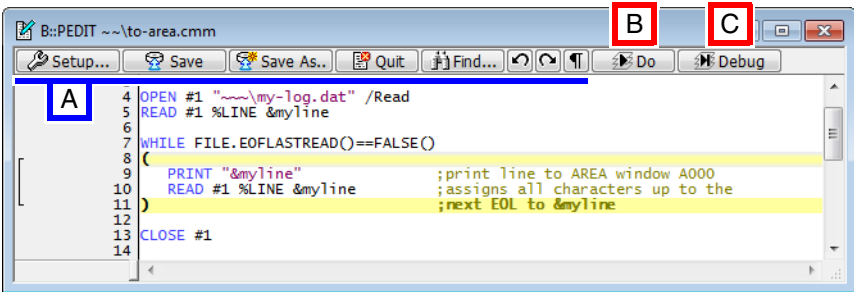 B C
B::PEDIT ~~\to-area.cmm
Setup... Save Save As.. Quit Find... ¶ Do Debug
A
4 OPEN #1 "~~~\my-log.dat" /Read
5 READ #1 %LINE &myline
6
7 WHILE FILE.EOFLASTREAD()==FALSE()
8 (
9 PRINT "&myline" ;print line to AREA window A000
10 READ #1 %LINE &myline ;assigns all characters up to the
11 ) ;next EOL to &myline
12
13 CLOSE #1
14